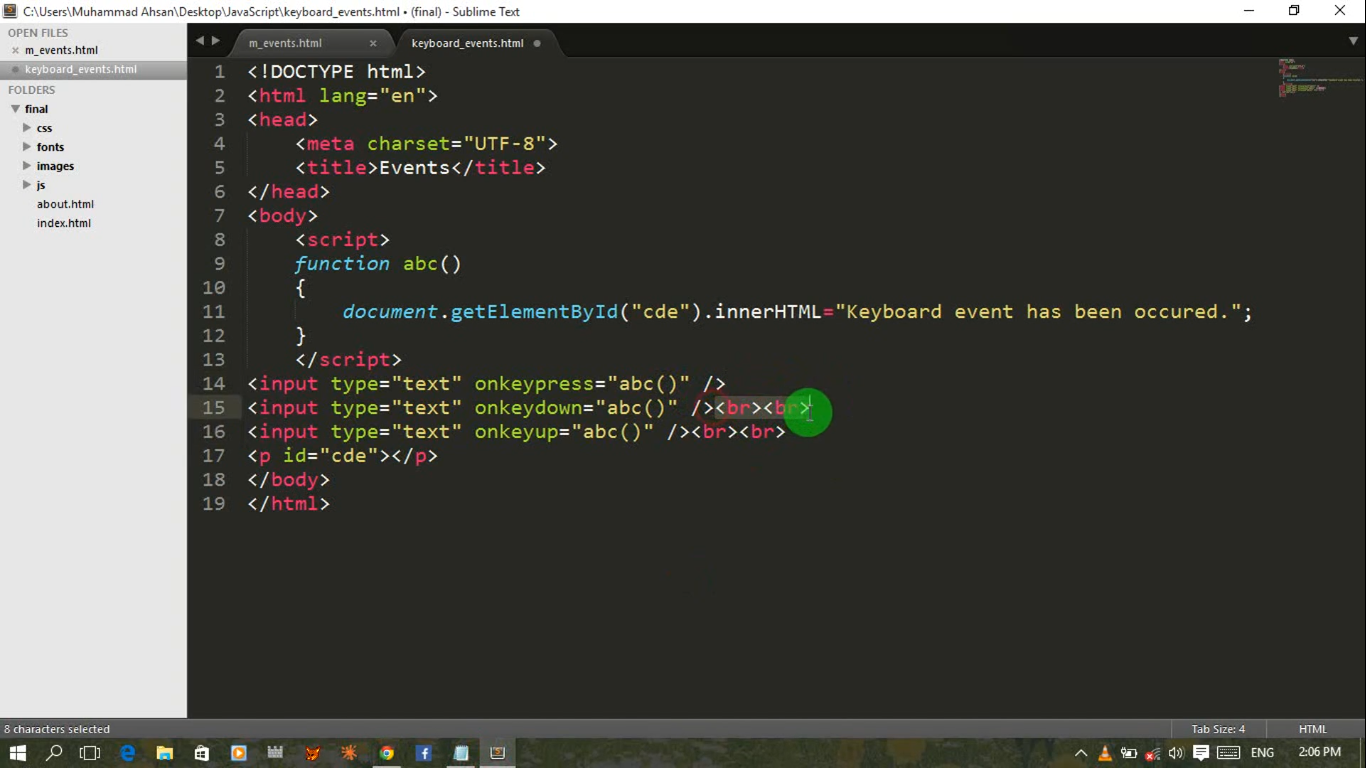 C:\Users\Muhammad Ahsan\Desktop\JavaScript\keyboard_events.html • (final) - Sublime Text
OPEN FILES
m_events.html
keyboard_events.html
FOLDERS
final
css
fonts
images
js
about.html
index.html
m_events.html
keyboard_events.html
1 <!DOCTYPE html>
2 <html lang="en">
3 <head>
4 <meta charset="UTF-8">
5 <title>Events</title>
6 </head>
7 <body>
8 <script>
9 function abc()
10 {
11 document.getElementById("cde").innerHTML="Keyboard event has been occured.";
12 }
13 </script>
14 <input type="text" onkeypress="abc()" />
15 <input type="text" onkeydown="abc()" /><br><br>
16 <input type="text" onkeyup="abc()" /><br><br>
17 <p id="cde"></p>
18 </body>
19 </html>
8 characters selected
Tab Size: 4
HTML
ENG
2:06 PM